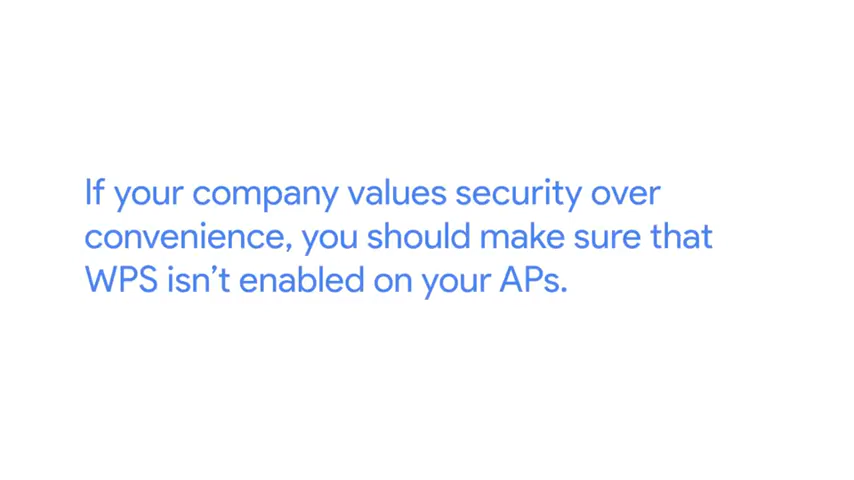 If your company values security over
convenience, you should make sure that
WPS isn’t enabled on your APs.